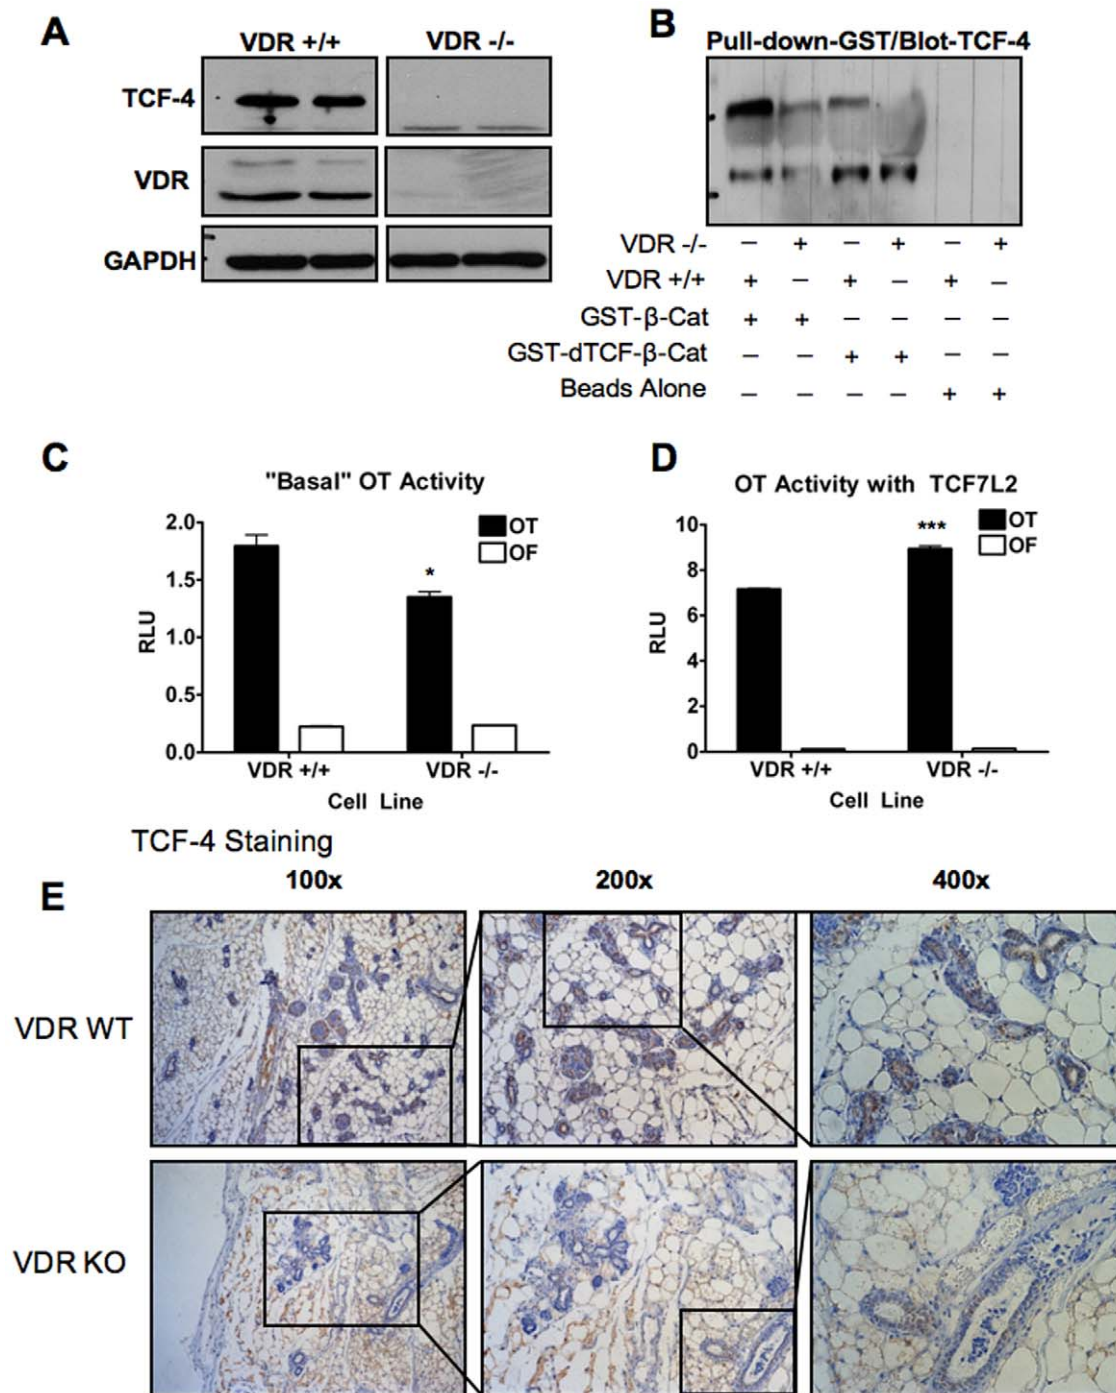 A
VDR +/+ VDR -/-
TCF-4
VDR
GAPDH
B
Pull-down-GST/Blot-TCF-4
VDR -/- – + – + – +
VDR +/+ + – + – + –
GST-β-Cat + + – – – –
GST-dTCF-β-Cat – – + + – –
Beads Alone – – – – + +
C
"Basal" OT Activity
OT
OF
2.0
1.5
1.0
0.5
0.0
RLU
*
VDR +/+ VDR -/-
Cell Line
D
OT Activity with TCF7L2
OT
OF
10
8
6
4
2
0
RLU
***
VDR +/+ VDR -/-
Cell Line
TCF-4 Staining
E
100x 200x 400x
VDR WT
VDR KO